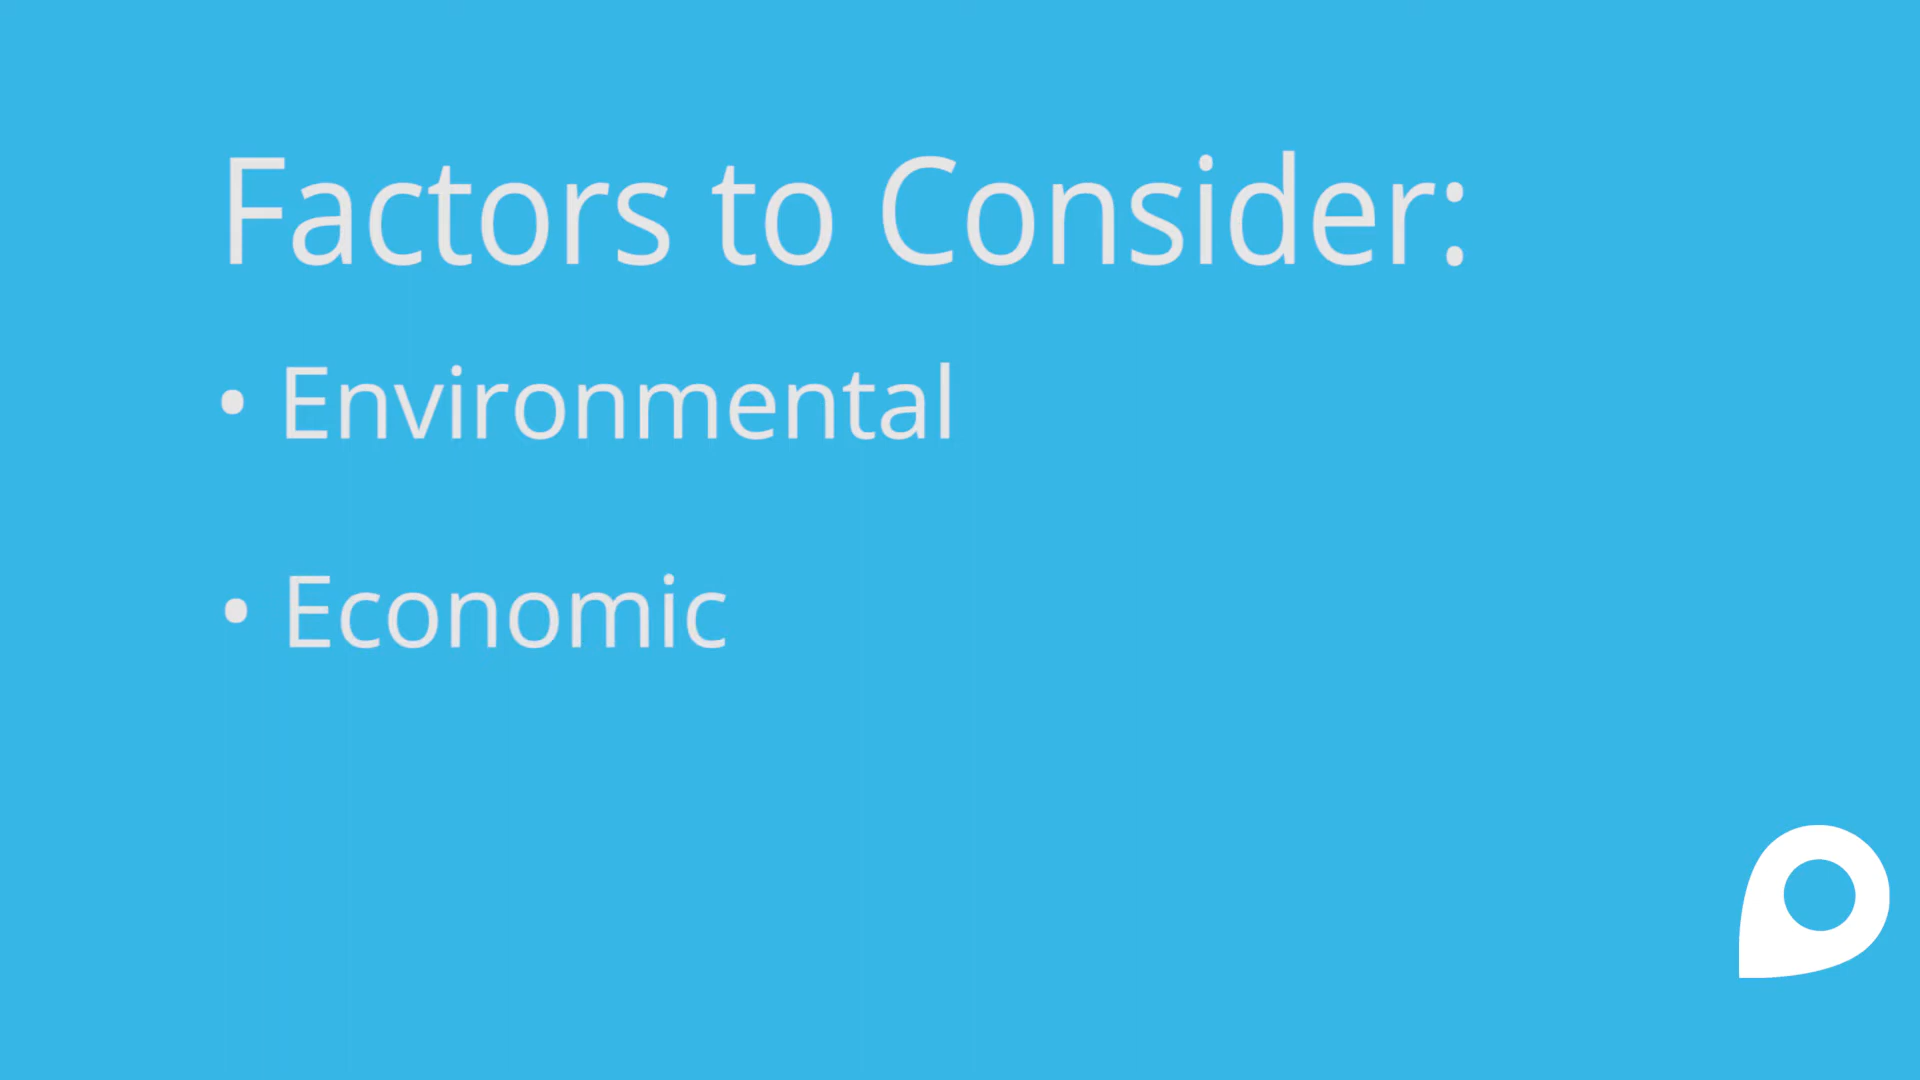 Factors to Consider:
• Environmental
• Economic